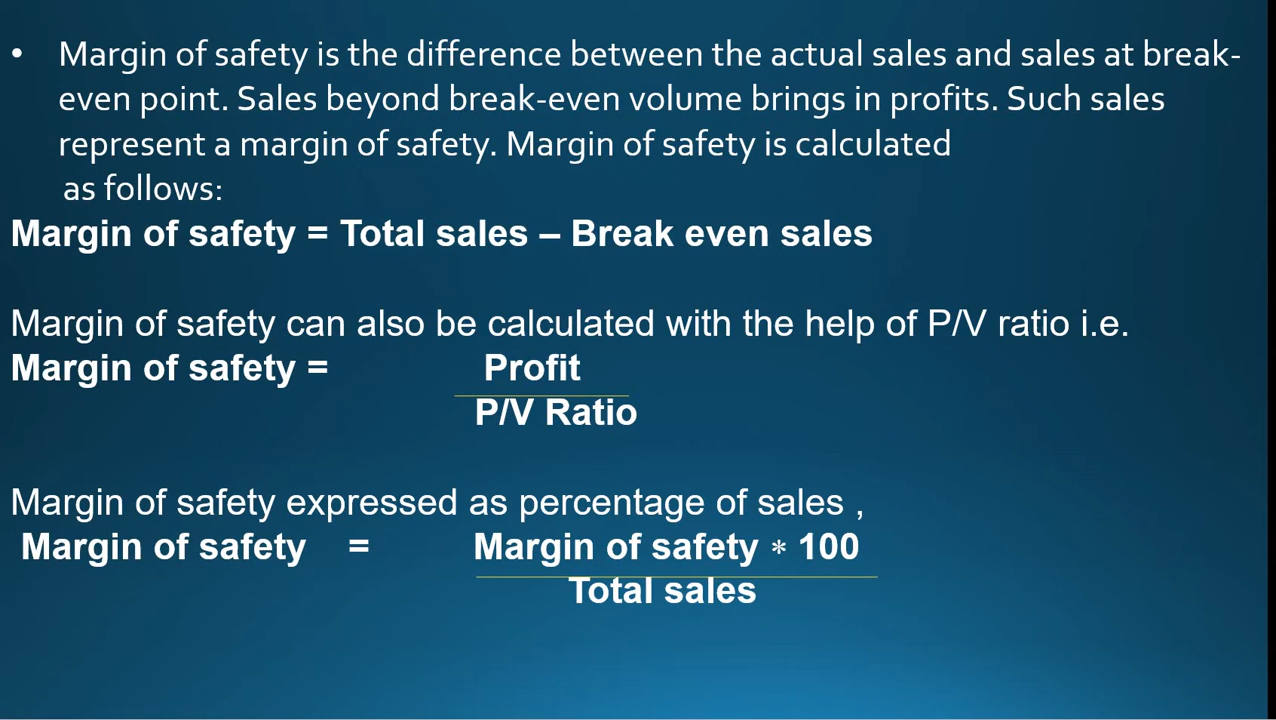 • Margin of safety is the difference between the actual sales and sales at break-
even point. Sales beyond break-even volume brings in profits. Such sales
represent a margin of safety. Margin of safety is calculated
as follows:
Margin of safety = Total sales – Break even sales
Margin of safety can also be calculated with the help of P/V ratio i.e.
Margin of safety = Profit
P/V Ratio
Margin of safety expressed as percentage of sales ,
Margin of safety = Margin of safety * 100
Total sales